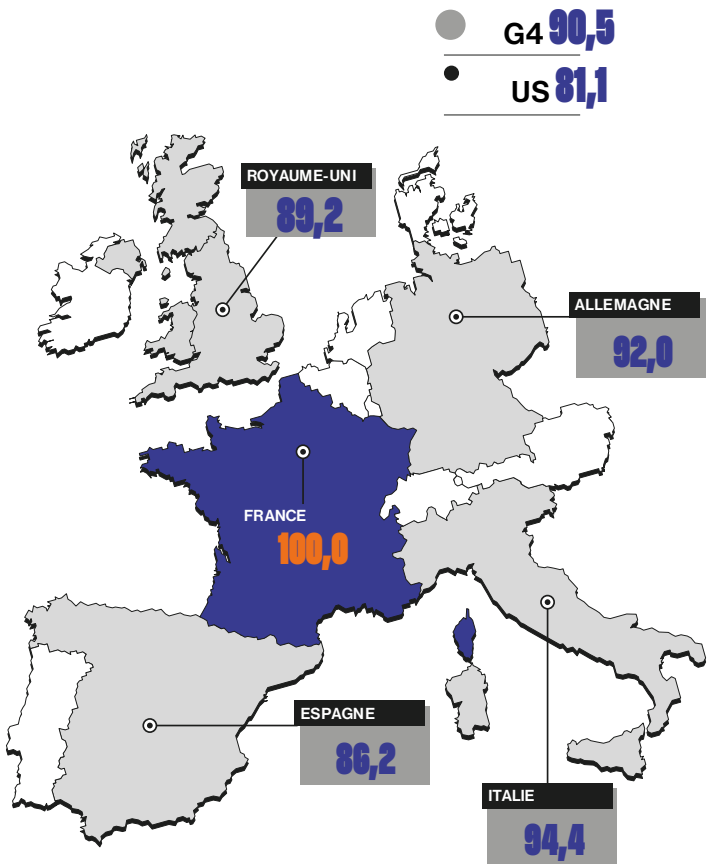 G4 90,5
US 81,1
ROYAUME-UNI
89,2
ALLEMAGNE
92,0
FRANCE
100,0
ESPAGNE
86,2
ITALIE
94,4